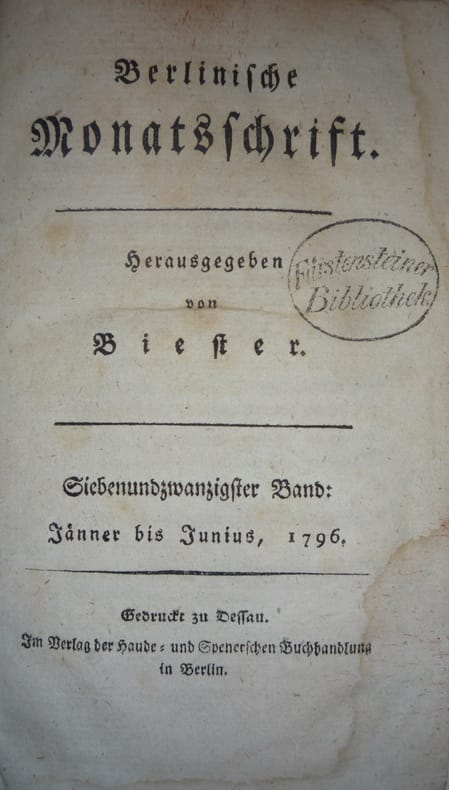 Berliniſche
Monatsſchrift.
Herausgegeben
von
Bieſter.
Fürstensteiner
Bibliothek
Siebenundzwanzigſter Band:
Jänner bis Junius, 1796.
Gedruckt zu Deſſau.
Im Verlag der Haude- und Spenerſchen Buchhandlung
in Berlin.